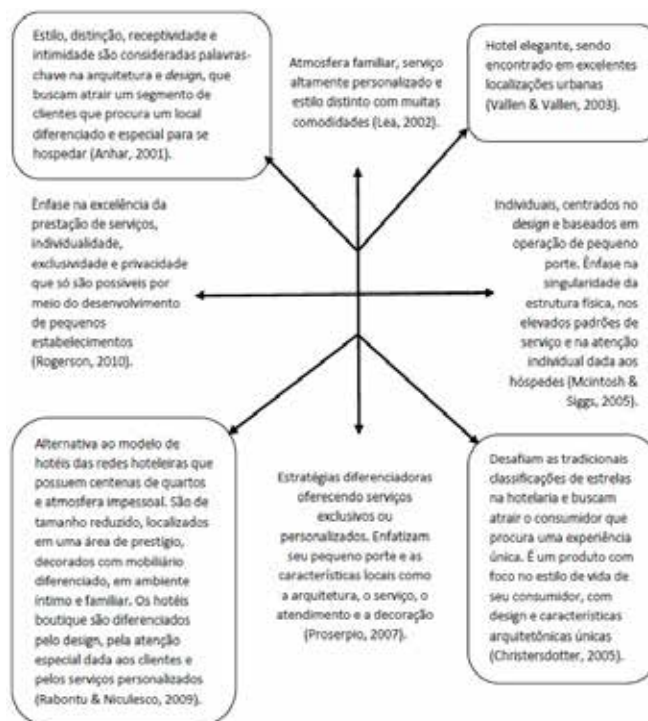 Estilo, distinção, receptividade e
intimidade são consideradas palavras-
chave na arquitetura e design, que
buscam atrair um segmento de
clientes que procura um local
diferenciado e especial para se
hospedar (Anhar, 2001).
Atmosfera familiar, serviço
altamente personalizado e
estilo distinto com muitas
comodidades (Lea, 2002).
Hotel elegante, sendo
encontrado em excelentes
localizações urbanas
(Vallen & Vallen, 2003).
Ênfase na excelência da
prestação de serviços,
individualidade,
exclusividade e privacidade
que só são possíveis por
meio do desenvolvimento
de pequenos
estabelecimentos
(Rogerson, 2010).
Individuais, centrados no
design e baseados em
operação de pequeno
porte. Ênfase na
singularidade da
estrutura física, nos
elevados padrões de
serviço e na atenção
individual dada aos
hóspedes (Mcintosh &
Siggs, 2005).
Alternativa ao modelo de
hotéis das redes hoteleiras que
possuem centenas de quartos
e atmosfera impessoal. São de
tamanho reduzido, localizados
em uma área de prestígio,
decorados com mobiliário
diferenciado, em ambiente
íntimo e familiar. Os hotéis
boutique são diferenciados
pelo design, pela atenção
especial dada aos clientes e
pelos serviços personalizados
(Rabontu & Niculesco, 2009).
Estratégias diferenciadoras
oferecendo serviços
exclusivos ou
personalizados. Enfatizam
seu pequeno porte e as
características locais como
a arquitetura, o serviço, o
atendimento e a decoração
(Proserpio, 2007).
Desafiam as tradicionais
classificações de estrelas
na hotelaria e buscam
atrair o consumidor que
procura uma experiência
única. É um produto com
foco no estilo de vida de
seu consumidor, com
design e características
arquitetônicas únicas
(Christersdotter, 2005).